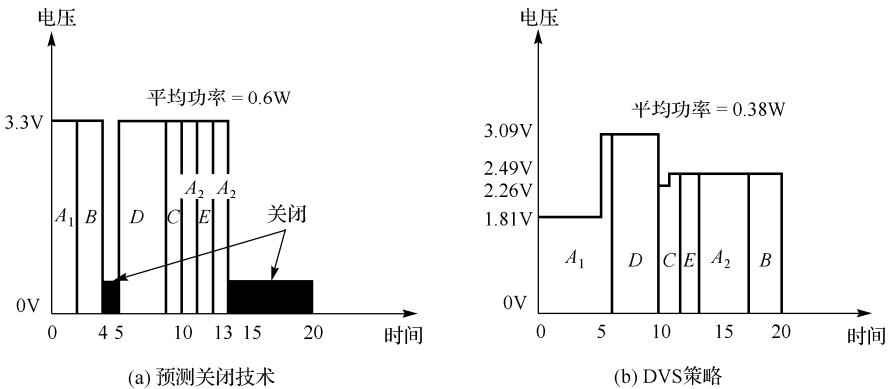 电压
平均功率 = 0.6W
3.3V
A₂ A₂
A₁ B D C E 关闭
0V
0 4 5 10 13 15 20 时间
(a) 预测关闭技术
电压
平均功率 = 0.38W
3.09V
2.49V
2.26V
1.81V
A₁ D C E A₂ B
0V
0 5 10 15 20 时间
(b) DVS策略